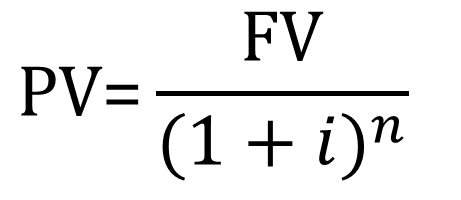 PV= FV / (1 + i)^n